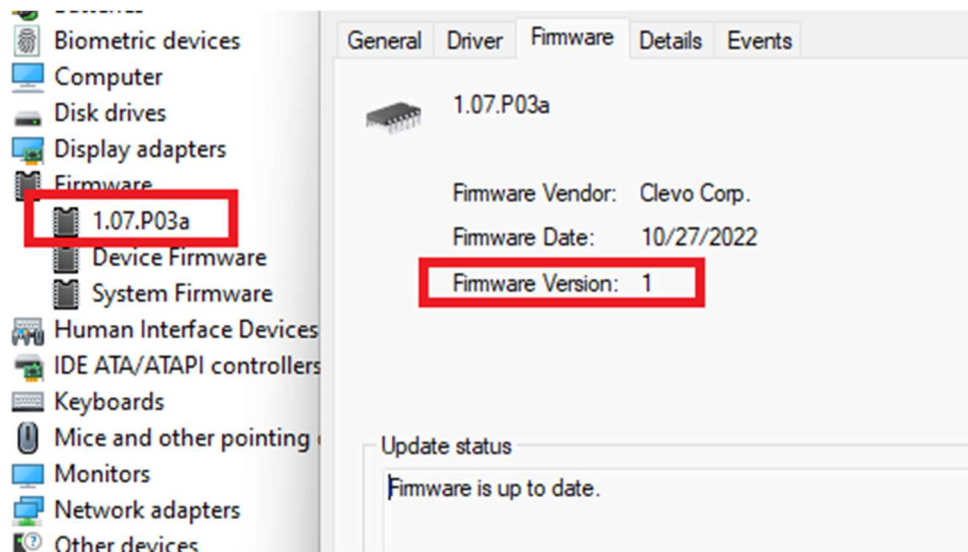 Biometric devices
Computer
Disk drives
Display adapters
Firmware
1.07.P03a
Device Firmware
System Firmware
Human Interface Devices
IDE ATA/ATAPI controllers
Keyboards
Mice and other pointing
Monitors
Network adapters
Other devices
General Driver Firmware Details Events
1.07.P03a
Firmware Vendor: Clevo Corp.
Firmware Date: 10/27/2022
Firmware Version: 1
Update status
Firmware is up to date.